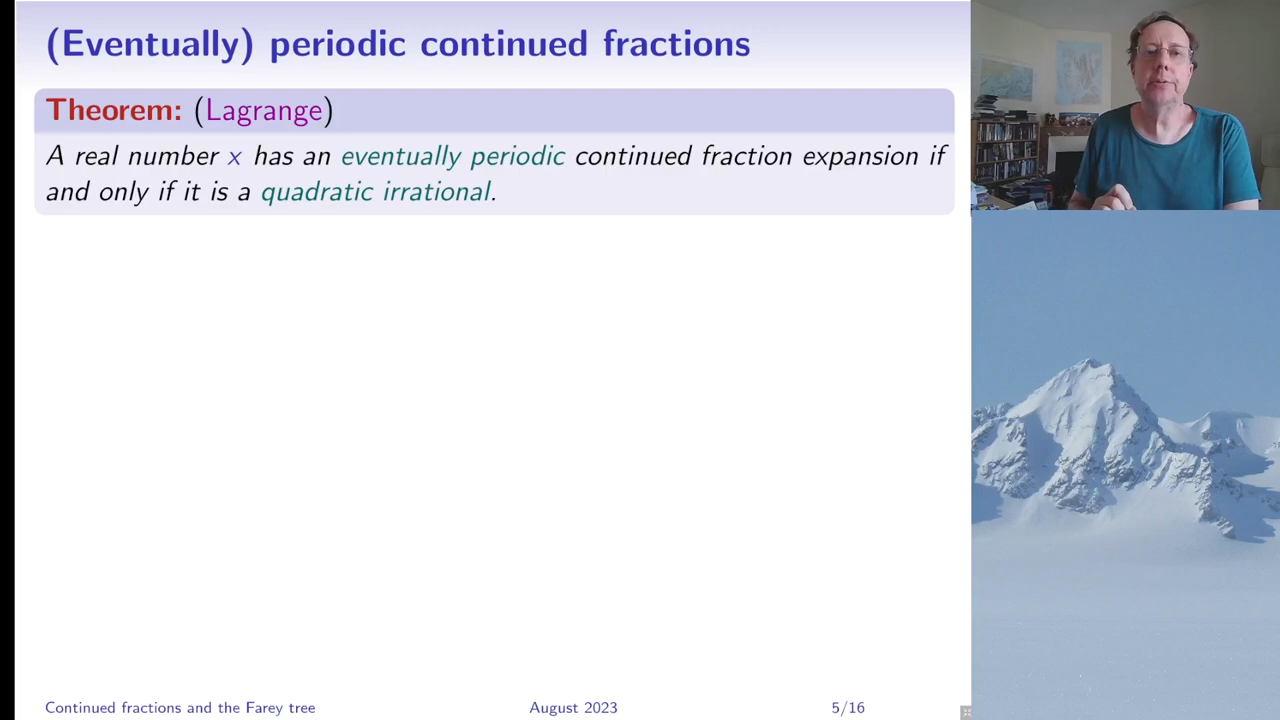 (Eventually) periodic continued fractions
Theorem: (Lagrange)
A real number x has an eventually periodic continued fraction expansion if
and only if it is a quadratic irrational.
Continued fractions and the Farey tree August 2023 5/16